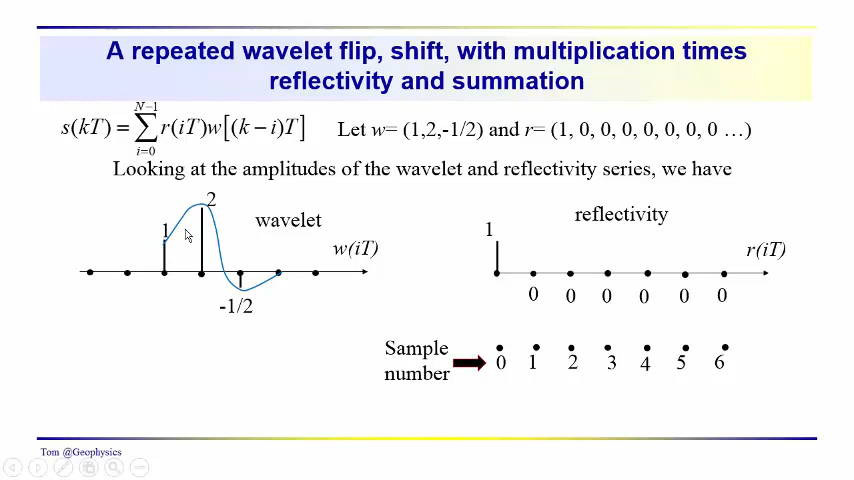 A repeated wavelet flip, shift, with multiplication times
reflectivity and summation
s(kT) = \sum_{i=0}^{N-1} r(iT)w[(k − i)T]
Let w= (1,2,-1/2) and r= (1, 0, 0, 0, 0, 0, 0, 0 …)
Looking at the amplitudes of the wavelet and reflectivity series, we have
2
1
wavelet
w(iT)
-1/2
reflectivity
1
r(iT)
0 0 0 0 0 0
Sample
number
0 1 2 3 4 5 6
Tom @Geophysics